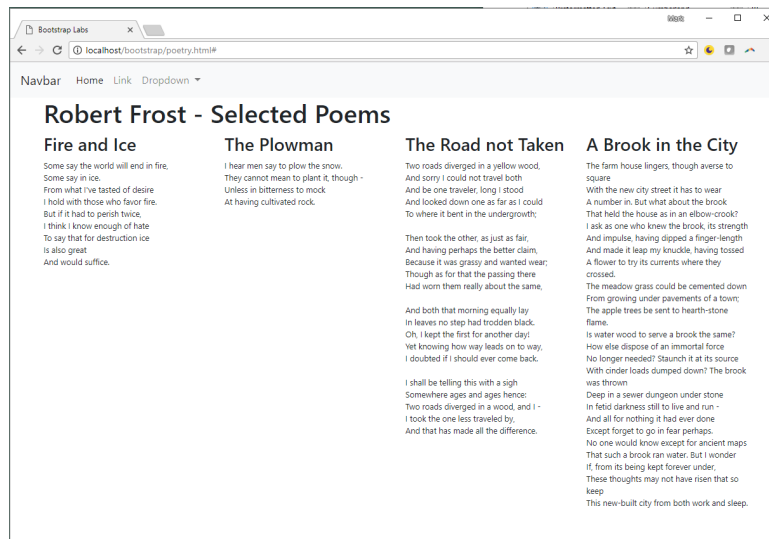 Mark
Bootstrap Labs
localhost/bootstrap/poetry.html#
Navbar Home Link Dropdown
Robert Frost - Selected Poems
Fire and Ice
Some say the world will end in fire,
Some say in ice.
From what I've tasted of desire
I hold with those who favor fire.
But if it had to perish twice,
I think I know enough of hate
To say that for destruction ice
Is also great
And would suffice.
The Plowman
I hear men say to plow the snow.
They cannot mean to plant it, though -
Unless in bitterness to mock
At having cultivated rock.
The Road not Taken
Two roads diverged in a yellow wood,
And sorry I could not travel both
And be one traveler, long I stood
And looked down one as far as I could
To where it bent in the undergrowth;
Then took the other, as just as fair,
And having perhaps the better claim,
Because it was grassy and wanted wear;
Though as for that the passing there
Had worn them really about the same,
And both that morning equally lay
In leaves no step had trodden black.
Oh, I kept the first for another day!
Yet knowing how way leads on to way,
I doubted if I should ever come back.
I shall be telling this with a sigh
Somewhere ages and ages hence:
Two roads diverged in a wood, and I -
I took the one less traveled by,
And that has made all the difference.
A Brook in the City
The farm house lingers, though averse to
square
With the new city street it has to wear
A number in. But what about the brook
That held the house as in an elbow-crook?
I ask as one who knew the brook, its strength
And impulse, having dipped a finger-length
And made it leap my knuckle, having tossed
A flower to try its currents where they
crossed.
The meadow grass could be cemented down
From growing under pavements of a town;
The apple trees be sent to hearth-stone
flame.
Is water wood to serve a brook the same?
How else dispose of an immortal force
No longer needed? Staunch it at its source
With cinder loads dumped down? The brook
was thrown
Deep in a sewer dungeon under stone
In fetid darkness still to live and run -
And all for nothing it had ever done
Except forget to go in fear perhaps.
No one would know except for ancient maps
That such a brook ran water. But I wonder
If, from its being kept forever under,
These thoughts may not have risen that so
keep
This new-built city from both work and sleep.